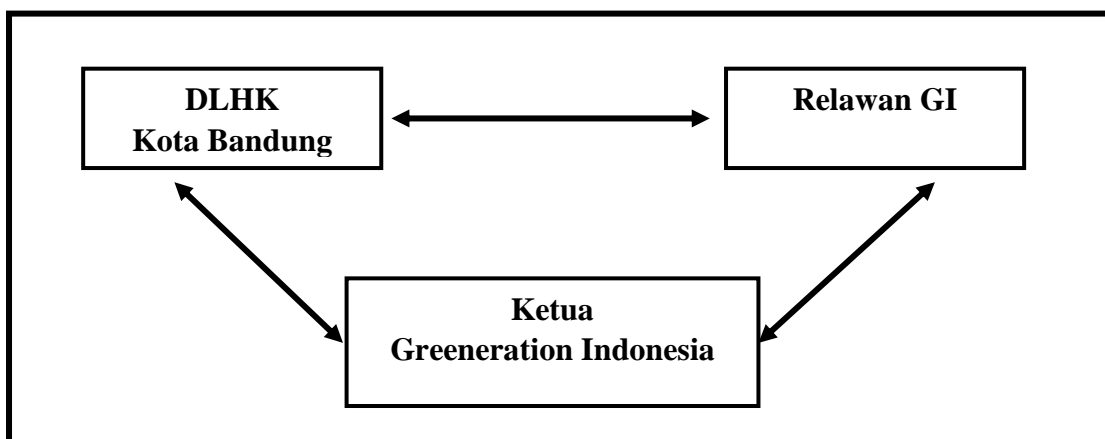 DLHK
Kota Bandung
Relawan GI
Ketua
Greeneration Indonesia